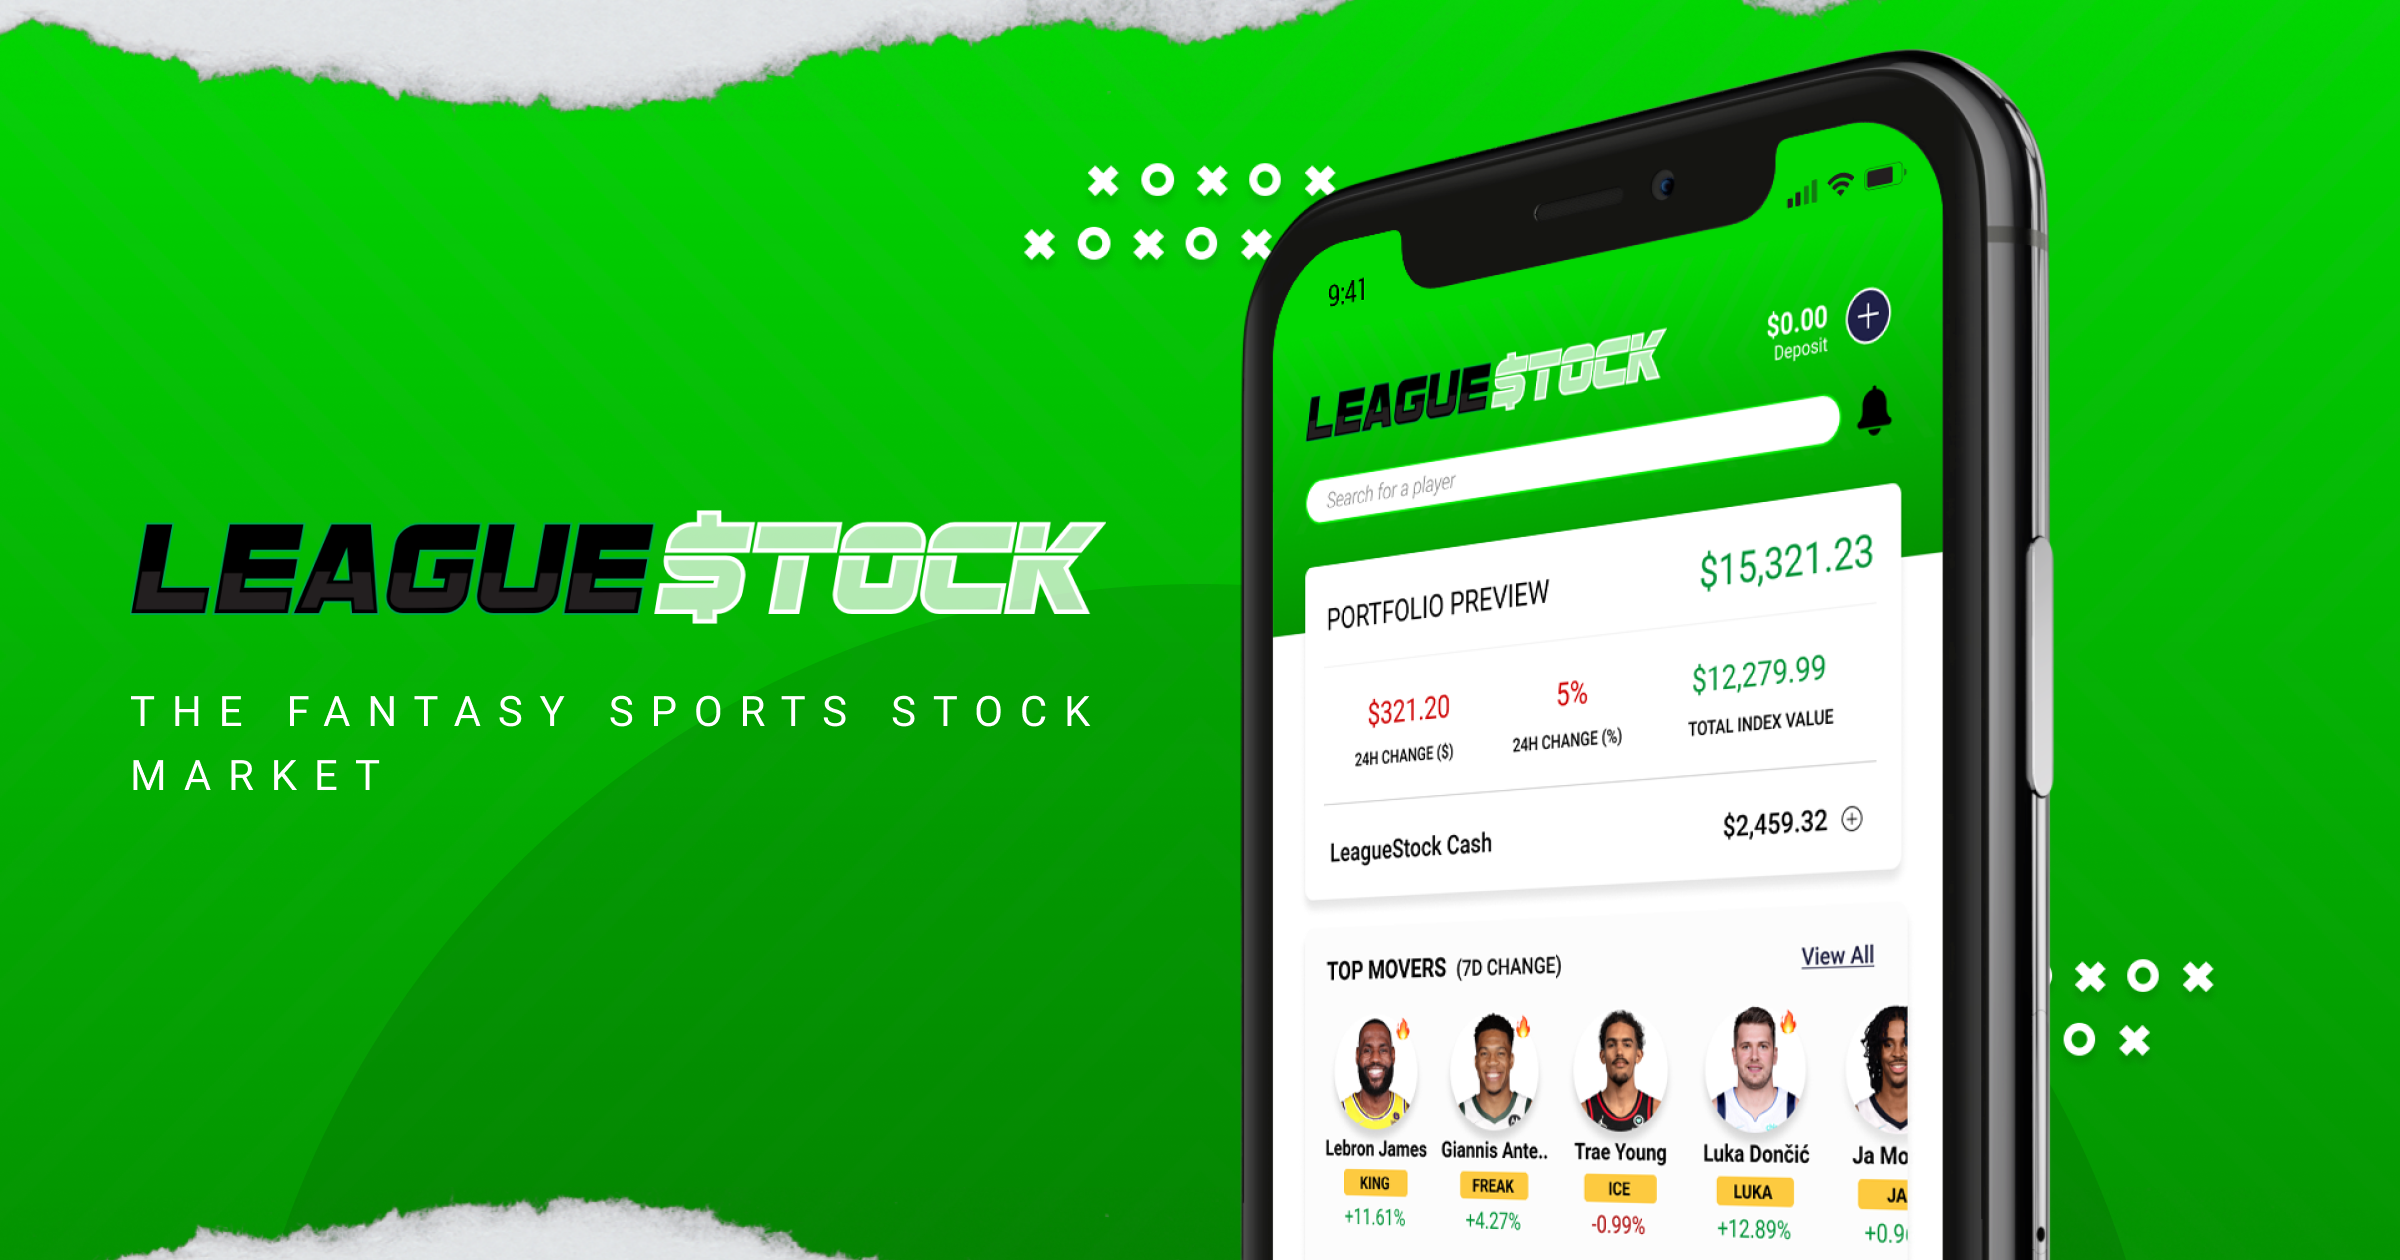 LEAGUE$TOCK
THE FANTASY SPORTS STOCK
MARKET
9:41
$0.00
Deposit
LEAGUE$TOCK
Search for a player
PORTFOLIO PREVIEW $15,321.23
$321.20 5% $12,279.99
24H CHANGE ($) 24H CHANGE (%) TOTAL INDEX VALUE
LeagueStock Cash $2,459.32
TOP MOVERS (7D CHANGE) View All
Lebron James Giannis Ante.. Trae Young Luka Dončić Ja Mo
KING FREAK ICE LUKA JA
+11.61% +4.27% -0.99% +12.89% +0.9